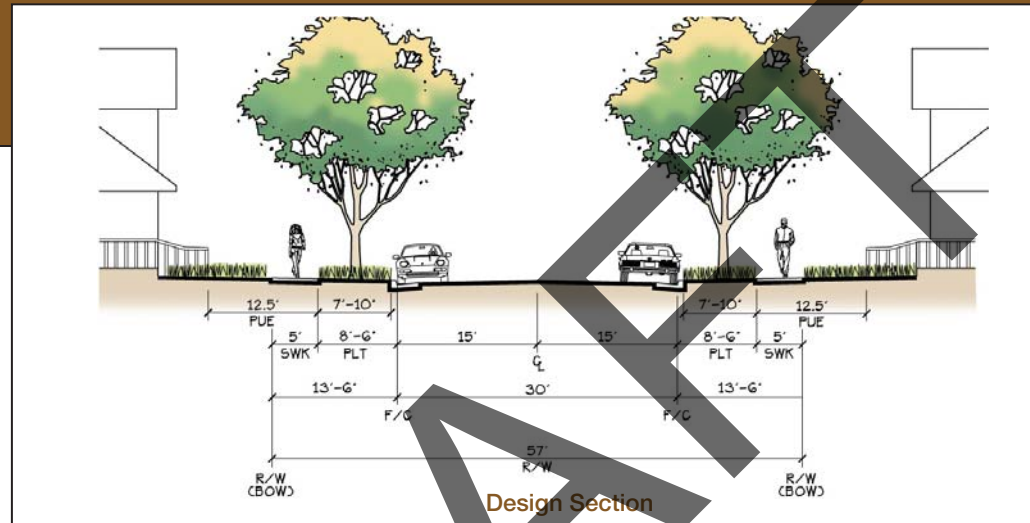 12.5'
7'-10"
7'-10"
12.5'
PUE
PUE
5'
8'-6"
15'
15'
8'-6"
5'
SWK
PLT
℄
PLT
SWK
13'-6"
30'
13'-6"
F/C
F/C
57'
R/W
R/W
(BOW)
R/W
(BOW)
Design Section
DRAFT